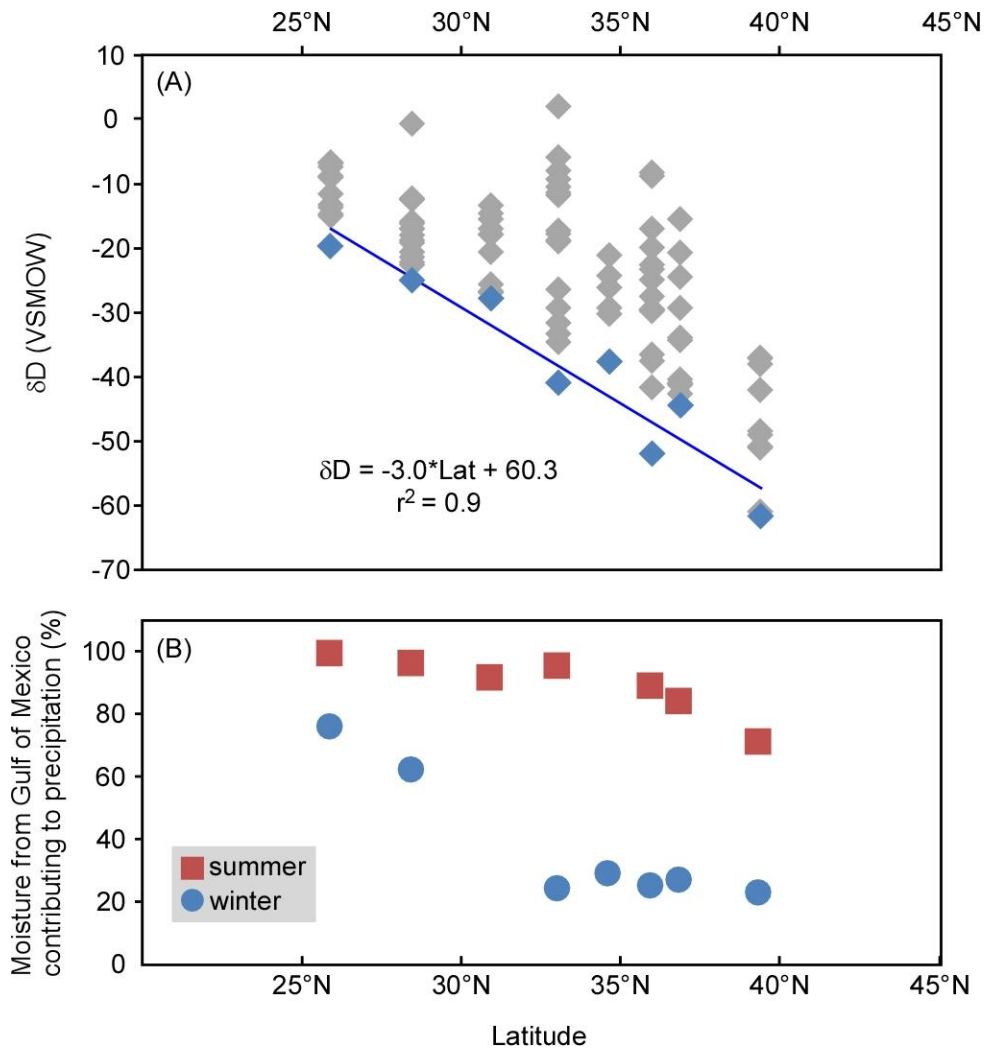 25°N 30°N 35°N 40°N 45°N
(A)
10
0
-10
-20
-30
-40
-50
-60
-70
δD (VSMOW)
δD = -3.0*Lat + 60.3
r² = 0.9
(B)
100
80
60
40
20
0
Moisture from Gulf of Mexico
contributing to precipitation (%)
summer
winter
25°N 30°N 35°N 40°N 45°N
Latitude